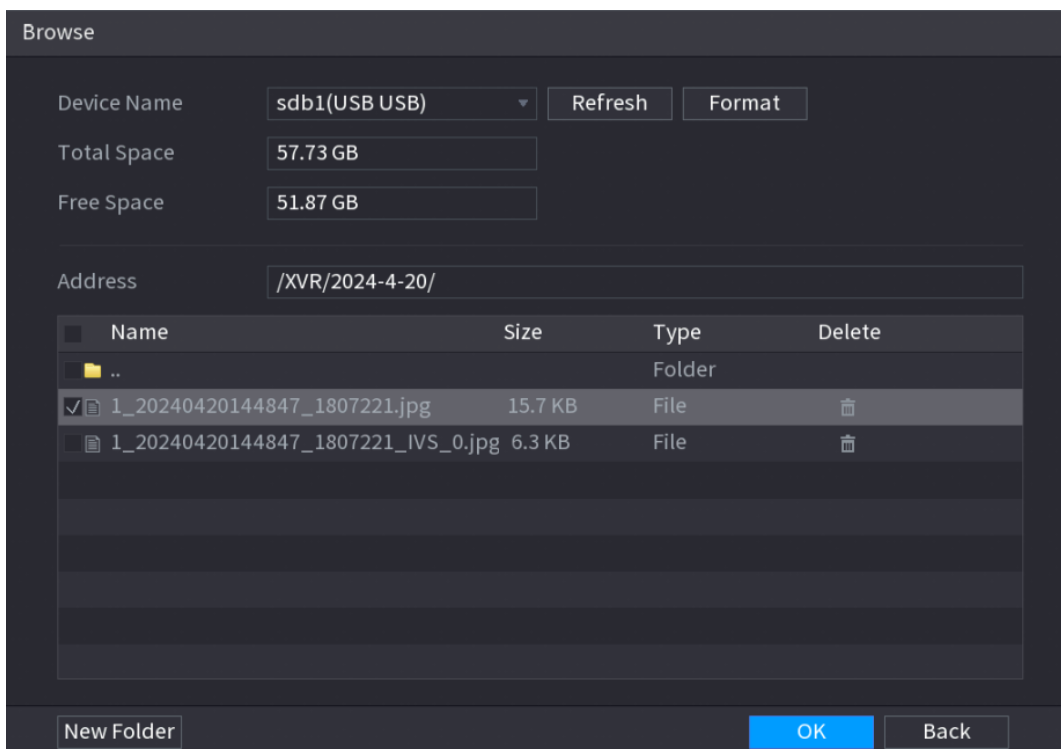 Browse
Device Name sdb1(USB USB) Refresh Format
Total Space 57.73 GB
Free Space 51.87 GB
Address /XVR/2024-4-20/
Name Size Type Delete
.. Folder
1_20240420144847_1807221.jpg 15.7 KB File
1_20240420144847_1807221_IVS_0.jpg 6.3 KB File
New Folder OK Back